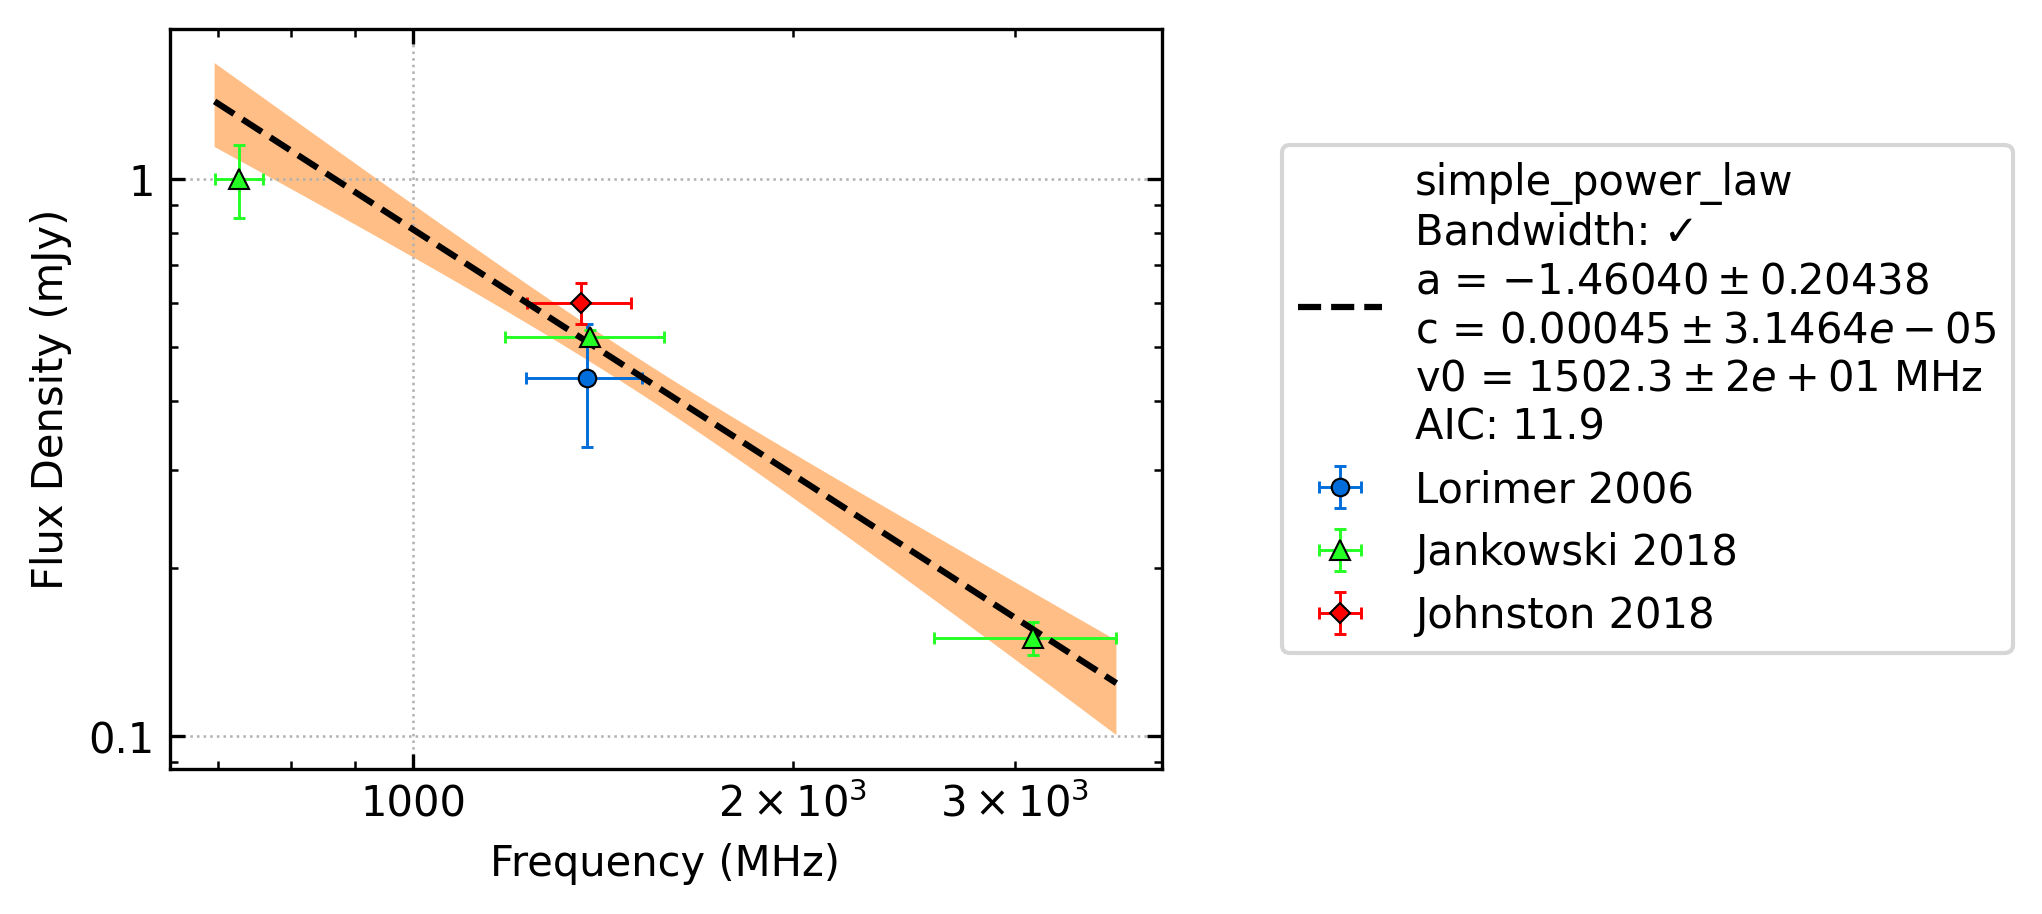 1
0.1
Flux Density (mJy)
1000
2 × 10³
3 × 10³
Frequency (MHz)
simple_power_law
Bandwidth: ✓
a = −1.46040 ± 0.20438
c = 0.00045 ± 3.1464e − 05
v0 = 1502.3 ± 2e + 01 MHz
AIC: 11.9
Lorimer 2006
Jankowski 2018
Johnston 2018